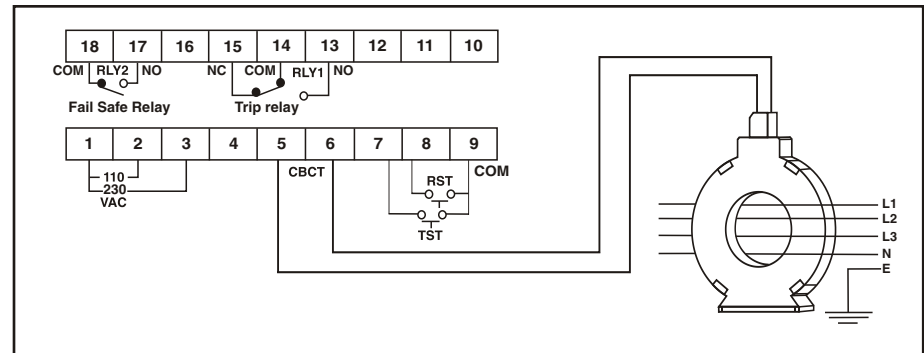 18 17 16 15 14 13 12 11 10
COM RLY2 NO NC COM RLY1 NO
Fail Safe Relay Trip relay
1 2 3 4 5 6 7 8 9
110 CBCT COM
230 RST
VAC
TST
L1
L2
L3
N
E